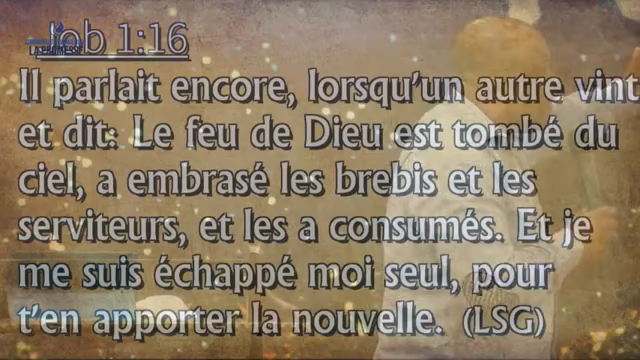 Job 1:16
LA PROMESSE
Il parlait encore, lorsqu'un autre vint
et dit: Le feu de Dieu est tombé du
ciel, a embrasé les brebis et les
serviteurs, et les a consumés. Et je
me suis échappé moi seul, pour
t'en apporter la nouvelle. (LSG)